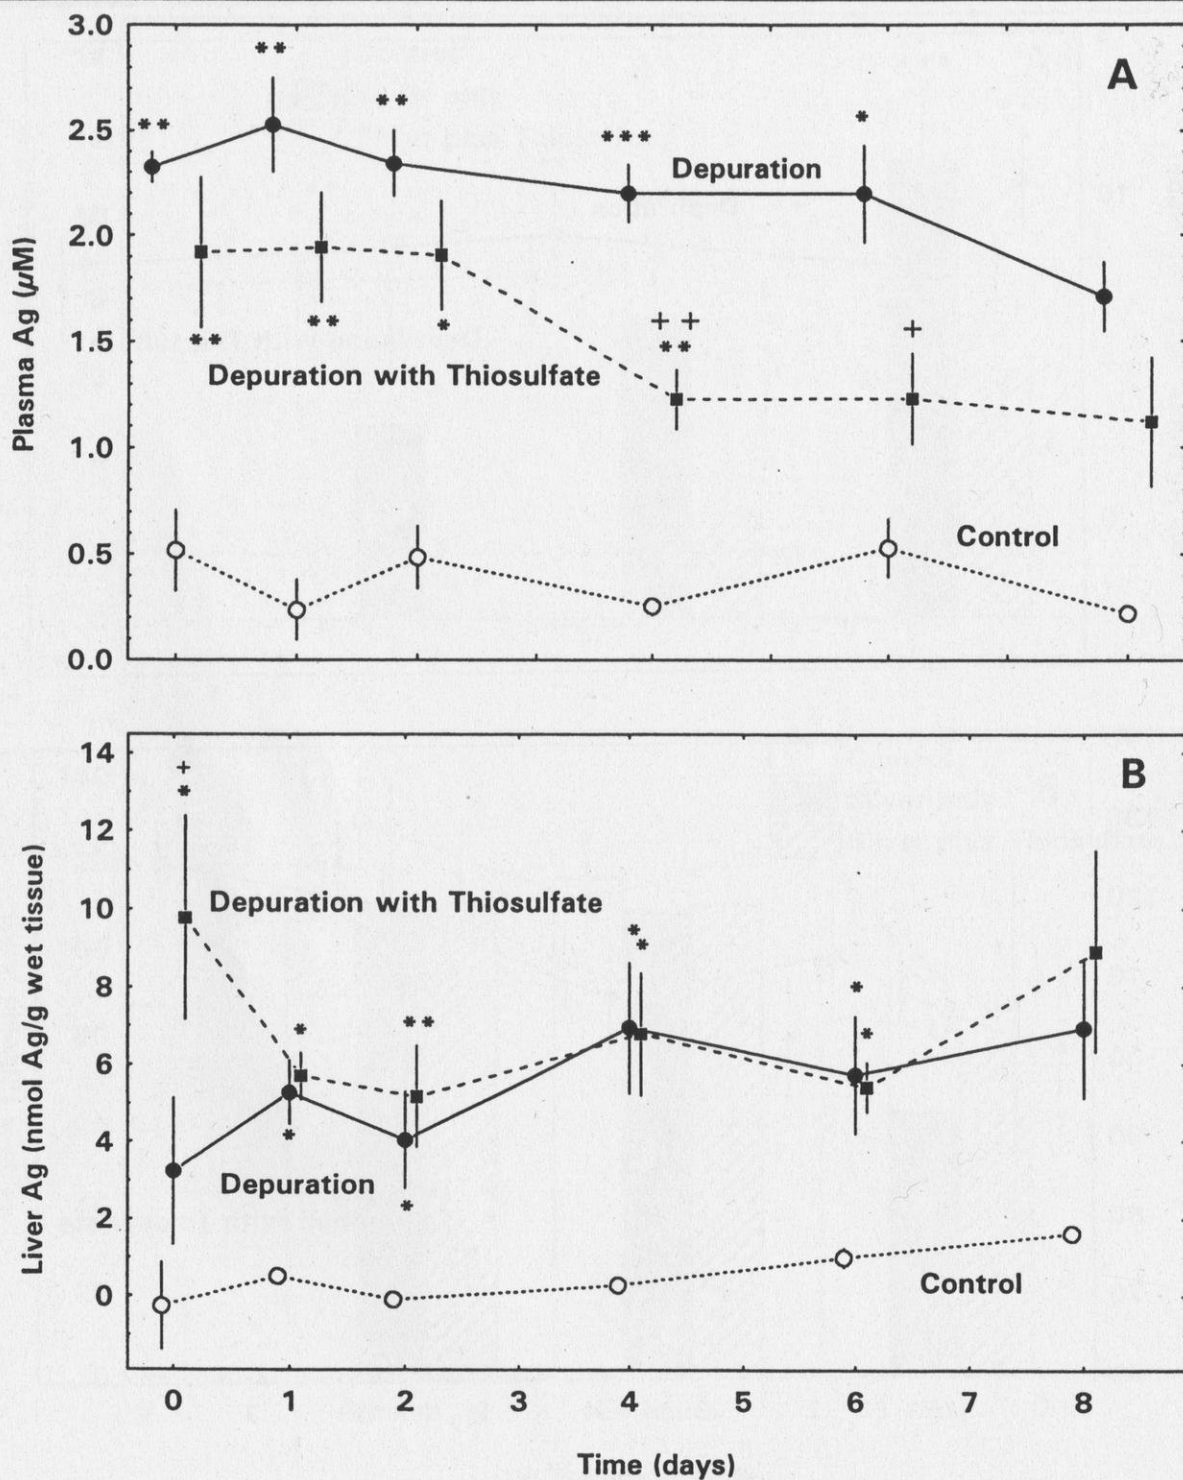 A
3.0
2.5
2.0
1.5
1.0
0.5
0.0
Plasma Ag (µM)
** ** ** *** *
Depuration
** ** * ++ ** +
Depuration with Thiosulfate
Control
B
14
12
10
8
6
4
2
0
Liver Ag (nmol Ag/g wet tissue)
+
*
Depuration with Thiosulfate
* ** * * * *
* *
Depuration
Control
0 1 2 3 4 5 6 7 8
Time (days)